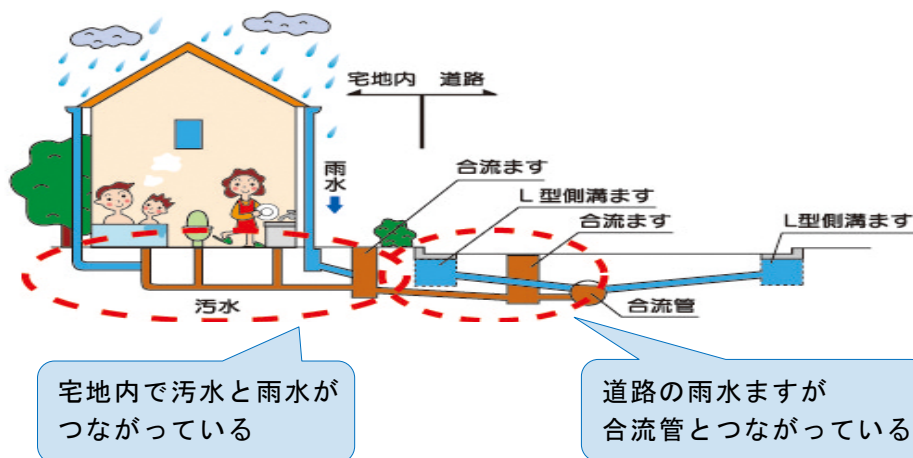 宅地内 道路
雨水
合流ます
L型側溝ます
合流ます
L型側溝ます
汚水
合流管
宅地内で汚水と雨水が
つながっている
道路の雨水ますが
合流管とつながっている